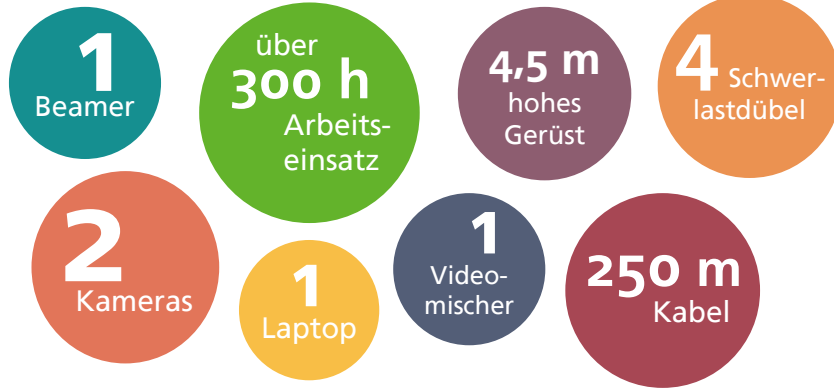 1
Beamer
über
300 h
Arbeits-
einsatz
4,5 m
hohes
Gerüst
4 Schwer-
lastdübel
2
Kameras
1
Laptop
1
Video-
mischer
250 m
Kabel